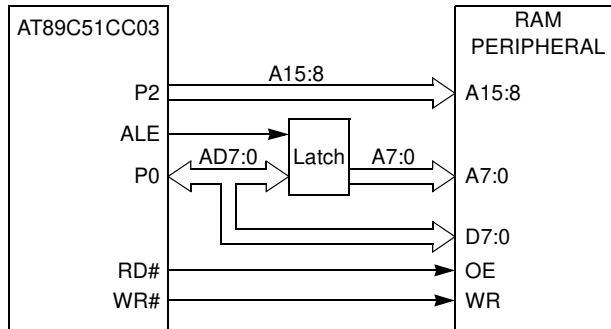 AT89C51CC03
RAM
PERIPHERAL
A15:8
P2
A15:8
ALE
AD7:0
Latch
A7:0
P0
A7:0
D7:0
RD#
OE
WR#
WR